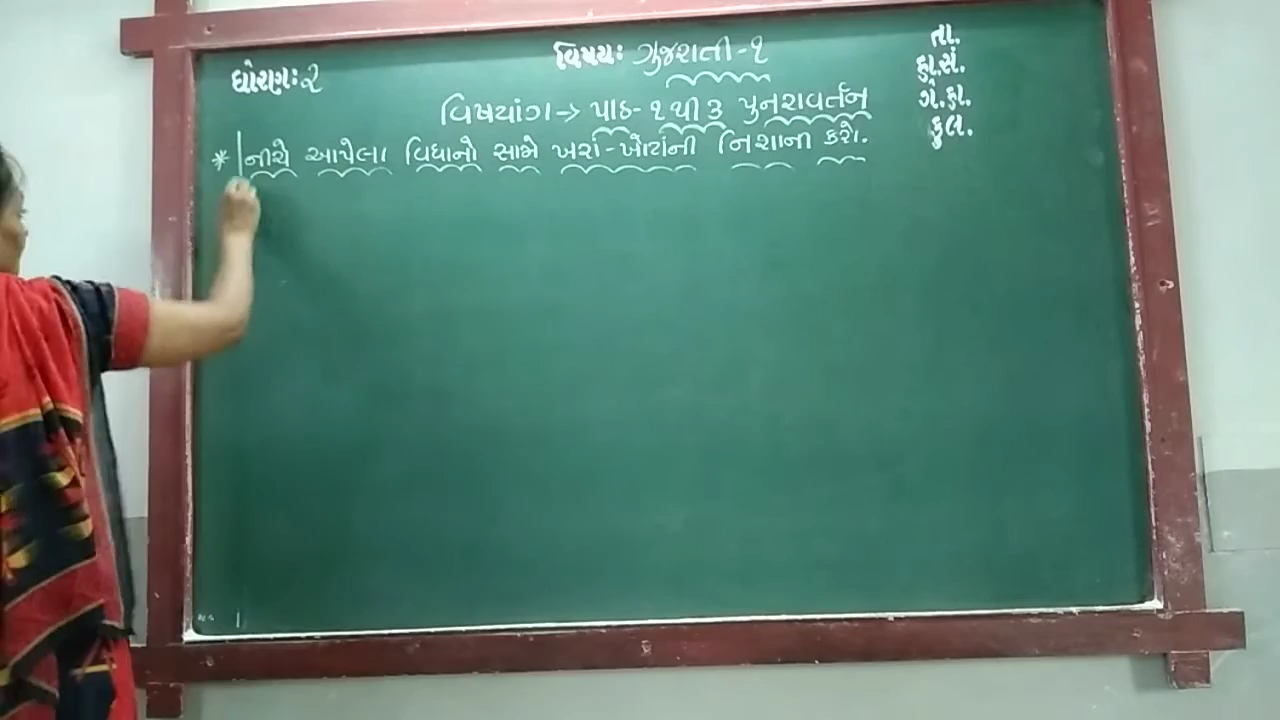 વિષયઃ ગુજરાતી-૧
ધોરણઃ ૨
તા.
કા.સં.
ગે.કા.
કુલ.
વિષયાંગ → પાઠ-૧ થી ૩ પુનરાવર્તન
* નીચે આપેલા વિધાનો સામે ખરાં-ખોટાંની નિશાની કરો.